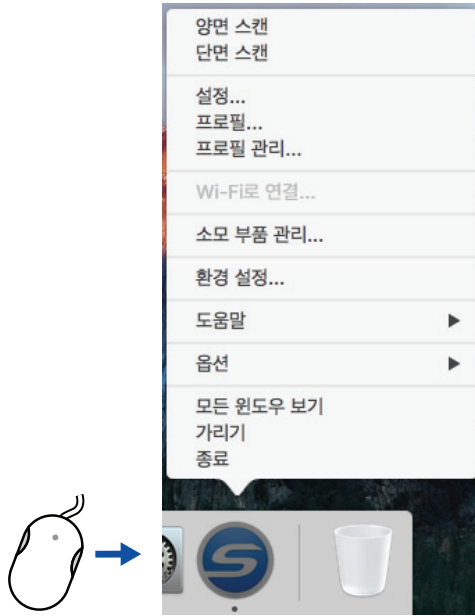 양면 스캔
단면 스캔
설정...
프로필...
프로필 관리...
Wi-Fi로 연결...
소모 부품 관리...
환경 설정...
도움말
옵션
모든 윈도우 보기
가리기
종료
S